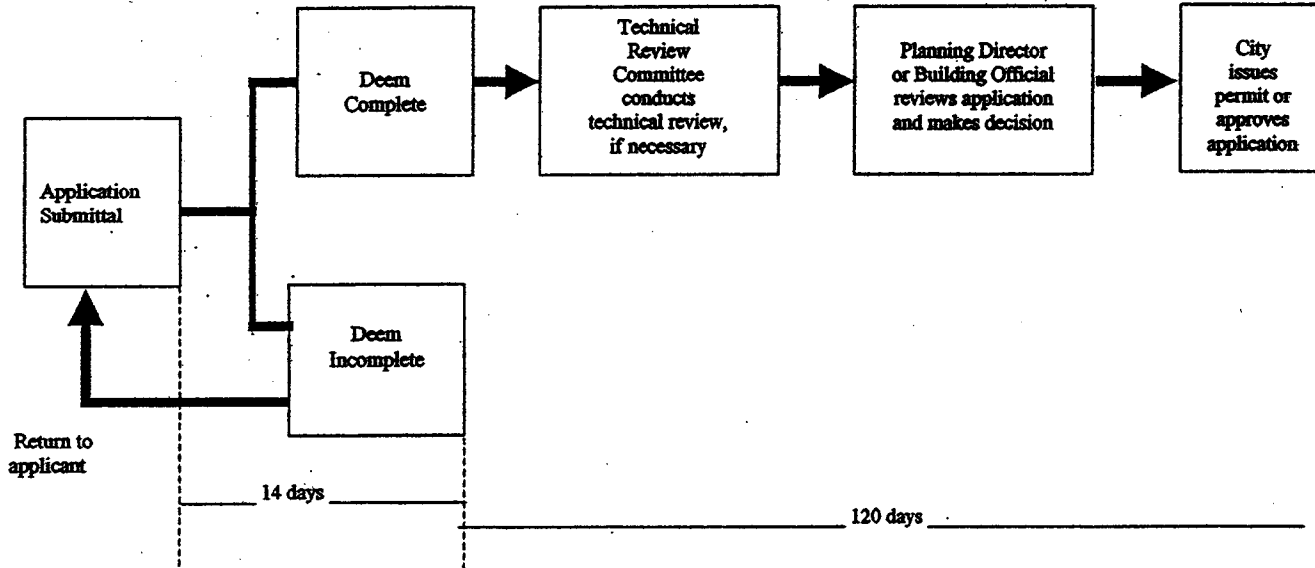 Application
Submittal
Deem
Complete
Technical
Review
Committee
conducts
technical review,
if necessary
Planning Director
or Building Official
reviews application
and makes decision
City
issues
permit or
approves
application
Deem
Incomplete
Return to
applicant
14 days
120 days